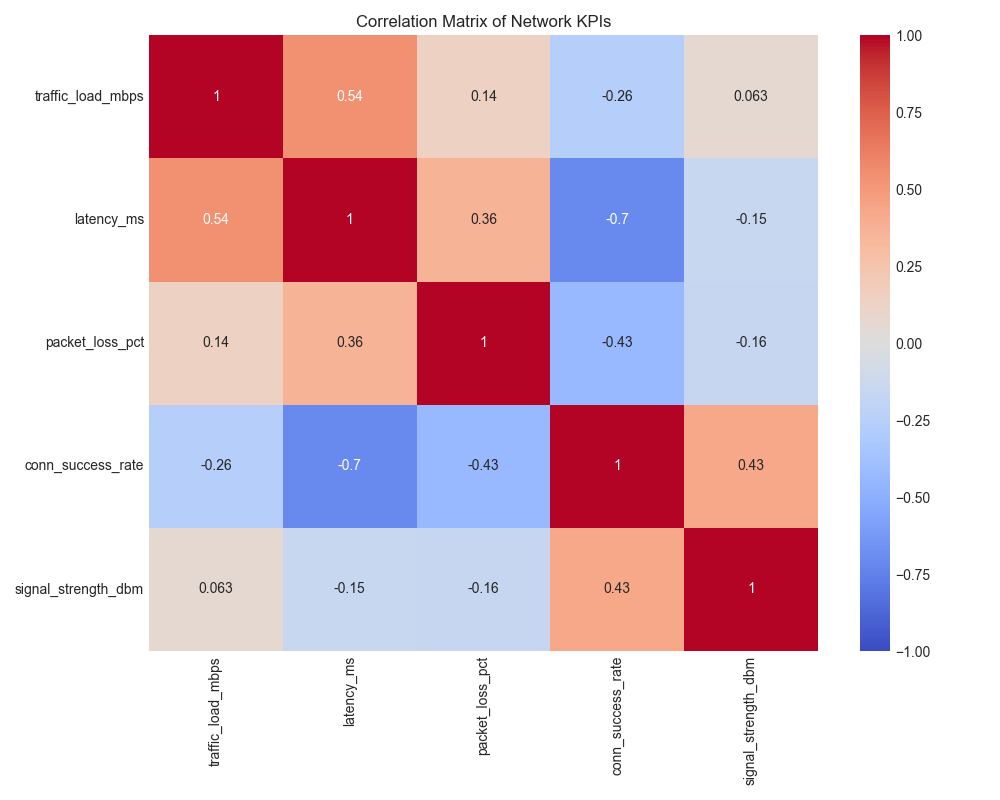 Correlation Matrix of Network KPIs
traffic_load_mbps 1 0.54 0.14 -0.26 0.063
latency_ms 0.54 1 0.36 -0.7 -0.15
packet_loss_pct 0.14 0.36 1 -0.43 -0.16
conn_success_rate -0.26 -0.7 -0.43 1 0.43
signal_strength_dbm 0.063 -0.15 -0.16 0.43 1
traffic_load_mbps
latency_ms
packet_loss_pct
conn_success_rate
signal_strength_dbm
1.00
0.75
0.50
0.25
0.00
−0.25
−0.50
−0.75
−1.00